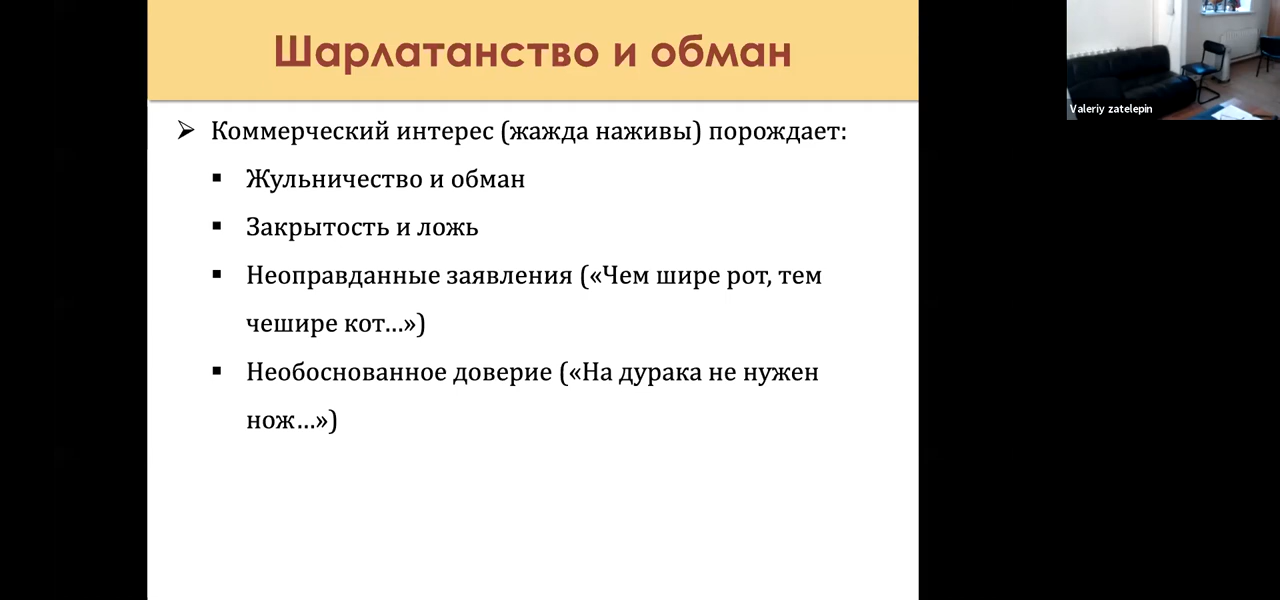 Шарлатанство и обман
Коммерческий интерес (жажда наживы) порождает:
Жульничество и обман
Закрытость и ложь
Неоправданные заявления («Чем шире рот, тем
чешире кот...»)
Необоснованное доверие («На дурака не нужен
нож...»)
Valeriy zatelepin